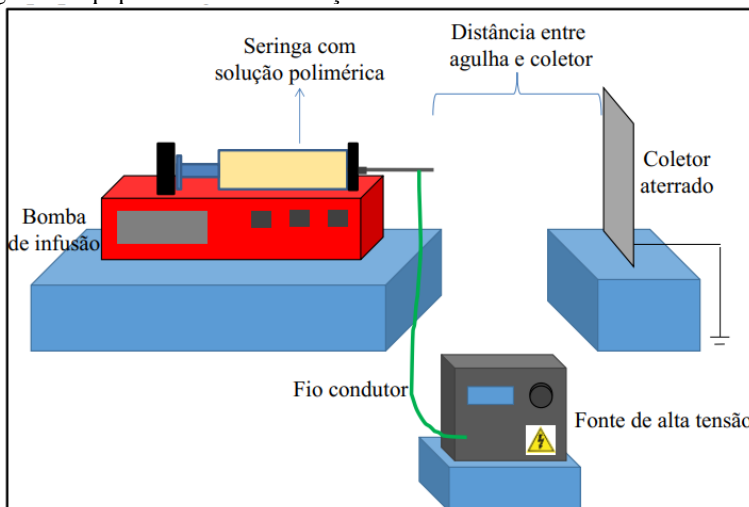 Seringa com
solução polimérica
Distância entre
agulha e coletor
Coletor
aterrado
Bomba
de infusão
Fio condutor
Fonte de alta tensão